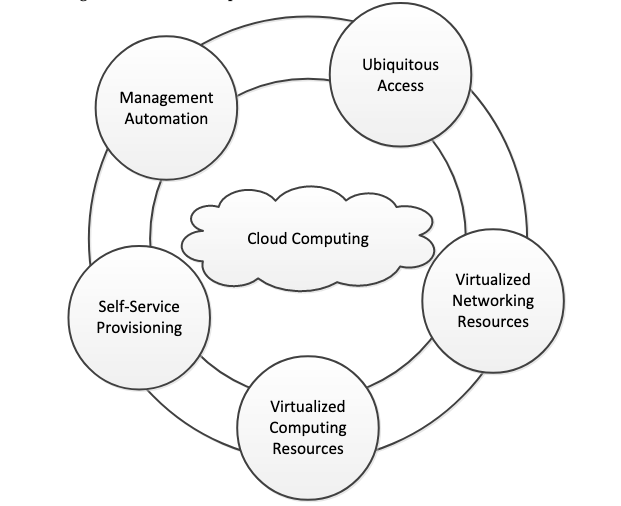 Ubiquitous
Access
Management
Automation
Cloud Computing
Virtualized
Networking
Resources
Self-Service
Provisioning
Virtualized
Computing
Resources